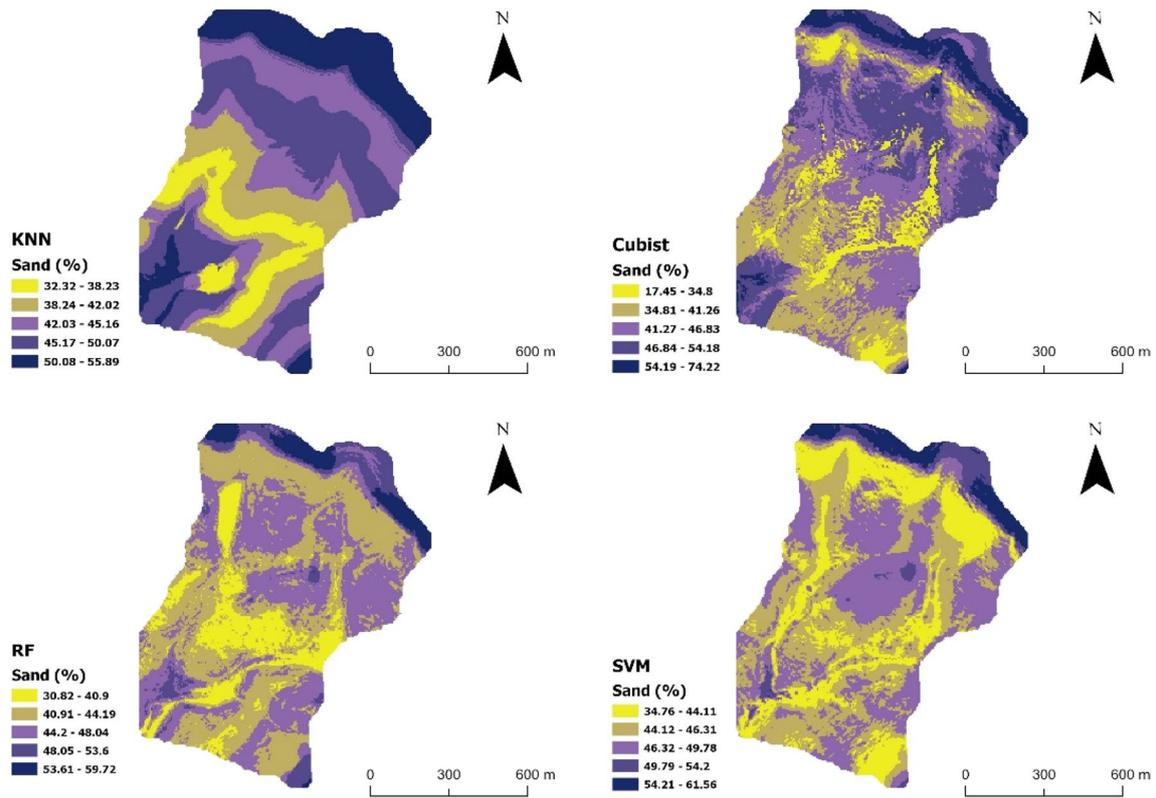 N
KNN
Sand (%)
32.32 - 38.23
38.24 - 42.02
42.03 - 45.16
45.17 - 50.07
50.08 - 55.89
0 300 600 m
N
Cubist
Sand (%)
17.45 - 34.8
34.81 - 41.26
41.27 - 46.83
46.84 - 54.18
54.19 - 74.22
0 300 600 m
N
RF
Sand (%)
30.82 - 40.9
40.91 - 44.19
44.2 - 48.04
48.05 - 53.6
53.61 - 59.72
0 300 600 m
N
SVM
Sand (%)
34.76 - 44.11
44.12 - 46.31
46.32 - 49.78
49.79 - 54.2
54.21 - 61.56
0 300 600 m